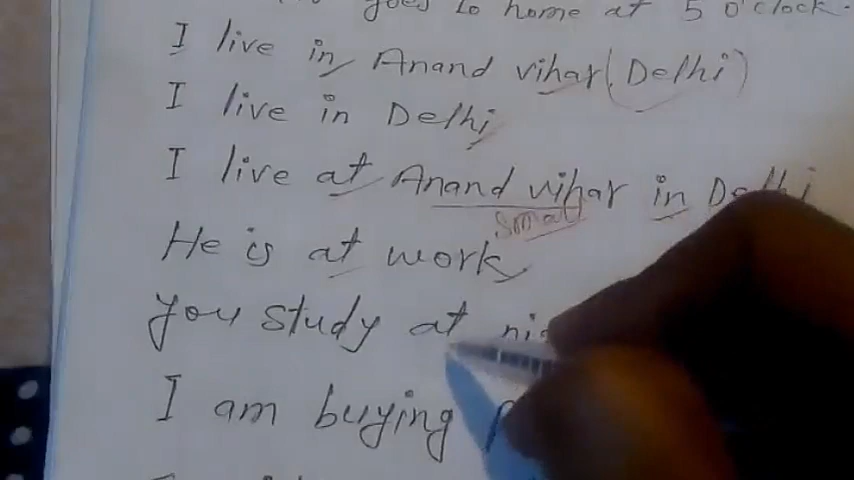 goes to home at 5 o'clock.
I live in Anand vihar (Delhi)
I live in Delhi
I live at Anand vihar in Delhi
small
He is at work
you study at
I am buying